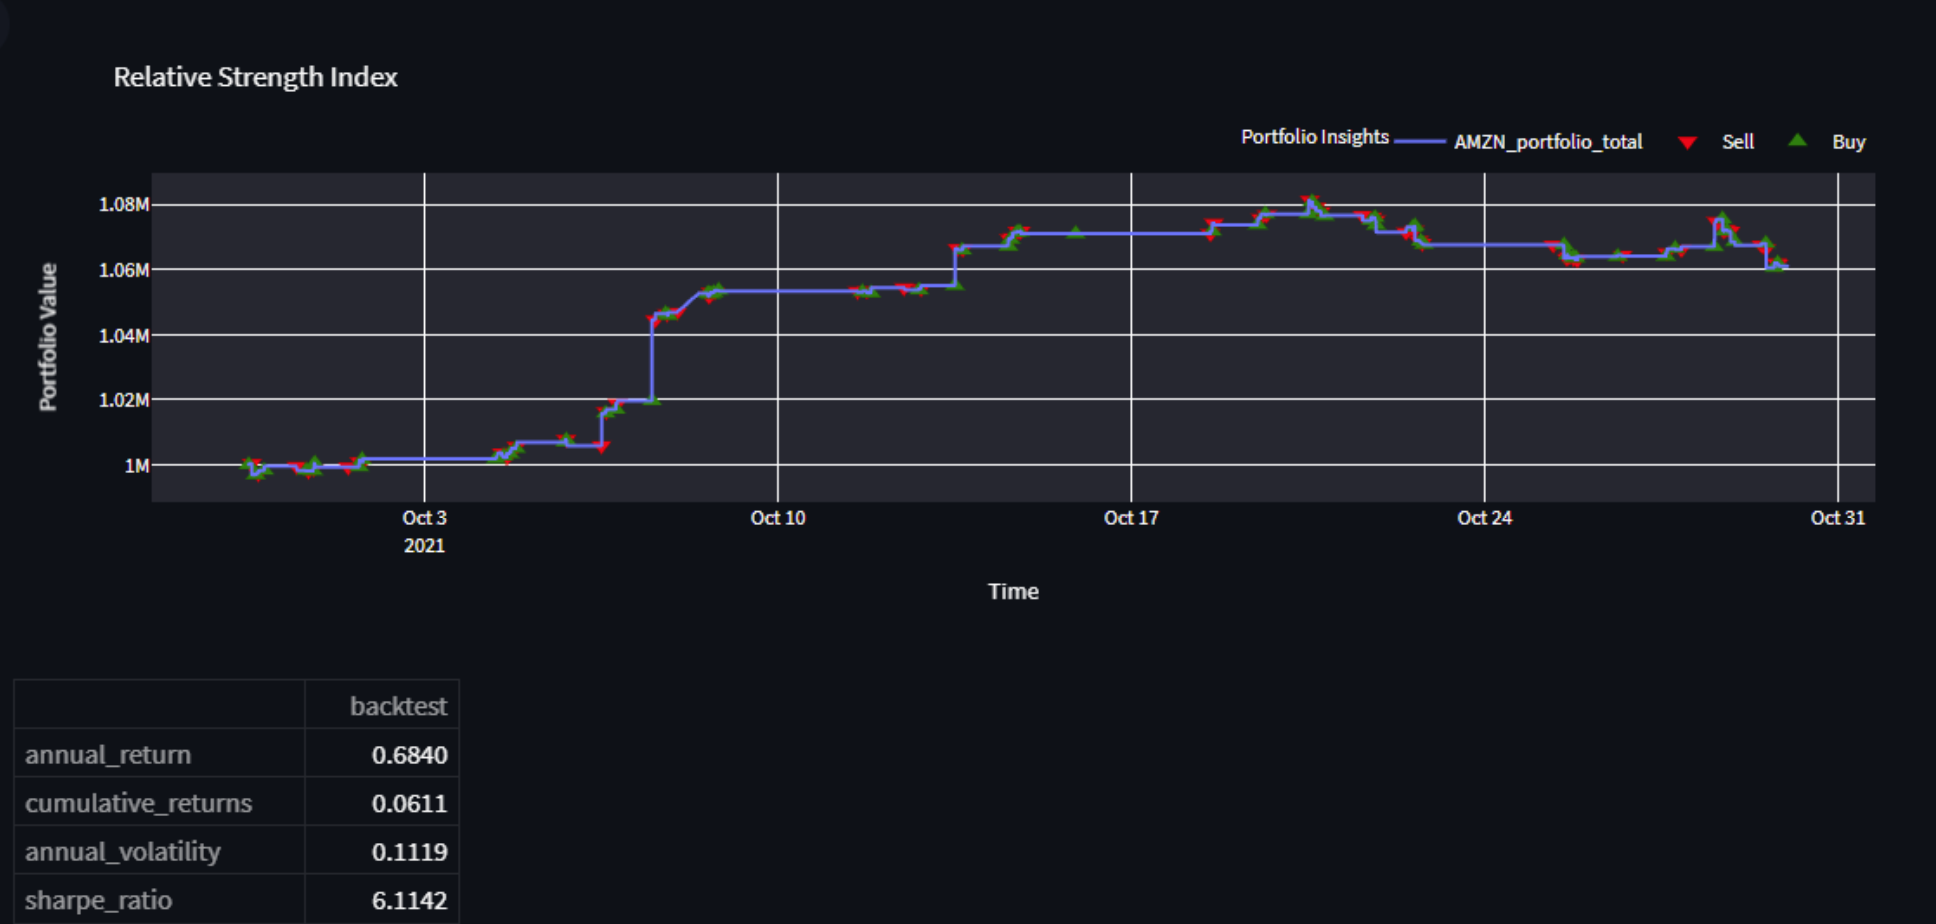 Relative Strength Index
Portfolio Insights AMZN_portfolio_total Sell Buy
Portfolio Value
1.08M
1.06M
1.04M
1.02M
1M
Oct 3 Oct 10 Oct 17 Oct 24 Oct 31
2021
Time
backtest
annual_return 0.6840
cumulative_returns 0.0611
annual_volatility 0.1119
sharpe_ratio 6.1142